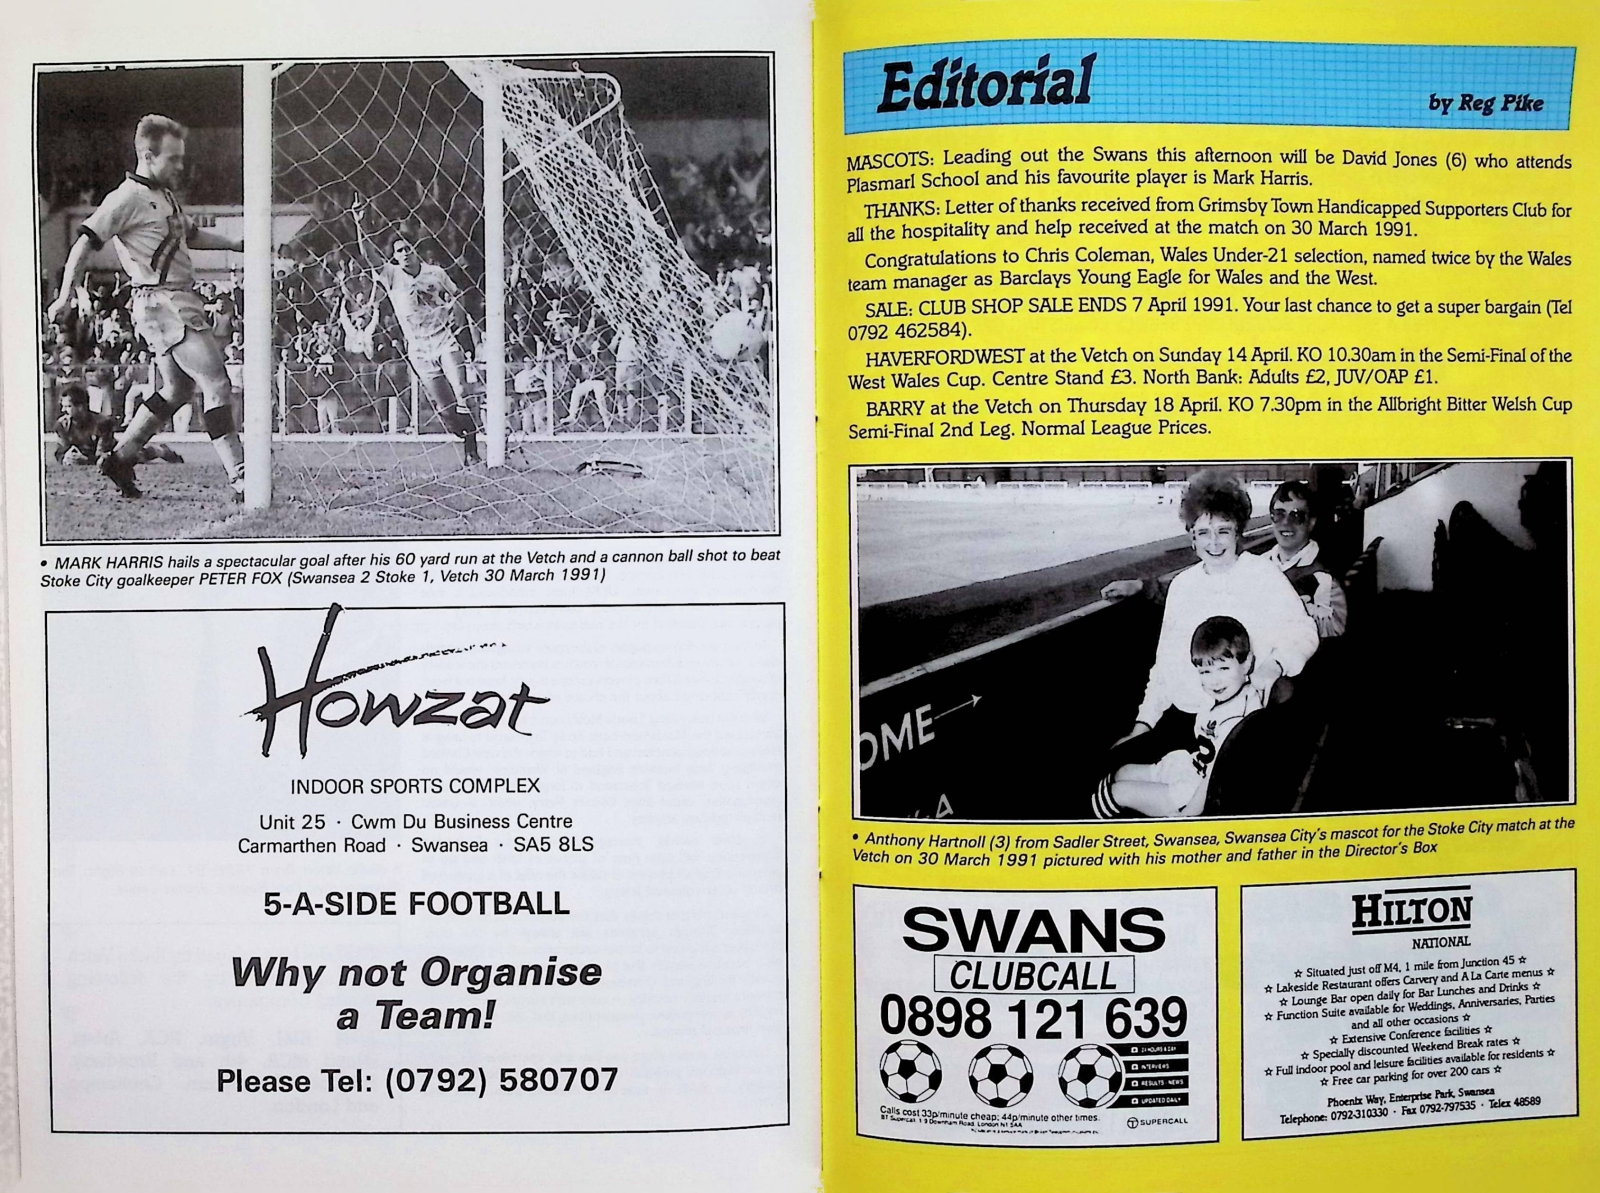 • MARK HARRIS hails a spectacular goal after his 60 yard run at the Vetch and a cannon ball shot to beat
Stoke City goalkeeper PETER FOX (Swansea 2 Stoke 1, Vetch 30 March 1991)
Howzat
INDOOR SPORTS COMPLEX
Unit 25 · Cwm Du Business Centre
Carmarthen Road · Swansea · SA5 8LS
5-A-SIDE FOOTBALL
Why not Organise
a Team!
Please Tel: (0792) 580707
Editorial
by Reg Pike
MASCOTS: Leading out the Swans this afternoon will be David Jones (6) who attends
Plasmarl School and his favourite player is Mark Harris.
THANKS: Letter of thanks received from Grimsby Town Handicapped Supporters Club for
all the hospitality and help received at the match on 30 March 1991.
Congratulations to Chris Coleman, Wales Under-21 selection, named twice by the Wales
team manager as Barclays Young Eagle for Wales and the West.
SALE: CLUB SHOP SALE ENDS 7 April 1991. Your last chance to get a super bargain (Tel
0792 462584).
HAVERFORDWEST at the Vetch on Sunday 14 April. KO 10.30am in the Semi-Final of the
West Wales Cup. Centre Stand £3. North Bank: Adults £2, JUV/OAP £1.
BARRY at the Vetch on Thursday 18 April. KO 7.30pm in the Allbright Bitter Welsh Cup
Semi-Final 2nd Leg. Normal League Prices.
OME
• Anthony Hartnoll (3) from Sadler Street, Swansea, Swansea City's mascot for the Stoke City match at the
Vetch on 30 March 1991 pictured with his mother and father in the Director's Box
SWANS
CLUBCALL
0898 121 639
24 HOURS A DAY
INTERVIEWS
RESULTS · NEWS
UPDATED DAILY
Calls cost 33p/minute cheap; 44p/minute other times.
BT Supercall, 1-9 Downham Road, London N1 5AA
SUPERCALL
HILTON
NATIONAL
☆ Situated just off M4, 1 mile from Junction 45 ☆
☆ Lakeside Restaurant offers Carvery and A La Carte menus ☆
☆ Lounge Bar open daily for Bar Lunches and Drinks ☆
☆ Function Suite available for Weddings, Anniversaries, Parties
and all other occasions ☆
☆ Extensive Conference facilities ☆
☆ Specially discounted Weekend Break rates ☆
☆ Full indoor pool and leisure facilities available for residents ☆
☆ Free car parking for over 200 cars ☆
Phoenix Way, Enterprise Park, Swansea
Telephone: 0792-310330 · Fax 0792-797535 · Telex 48589